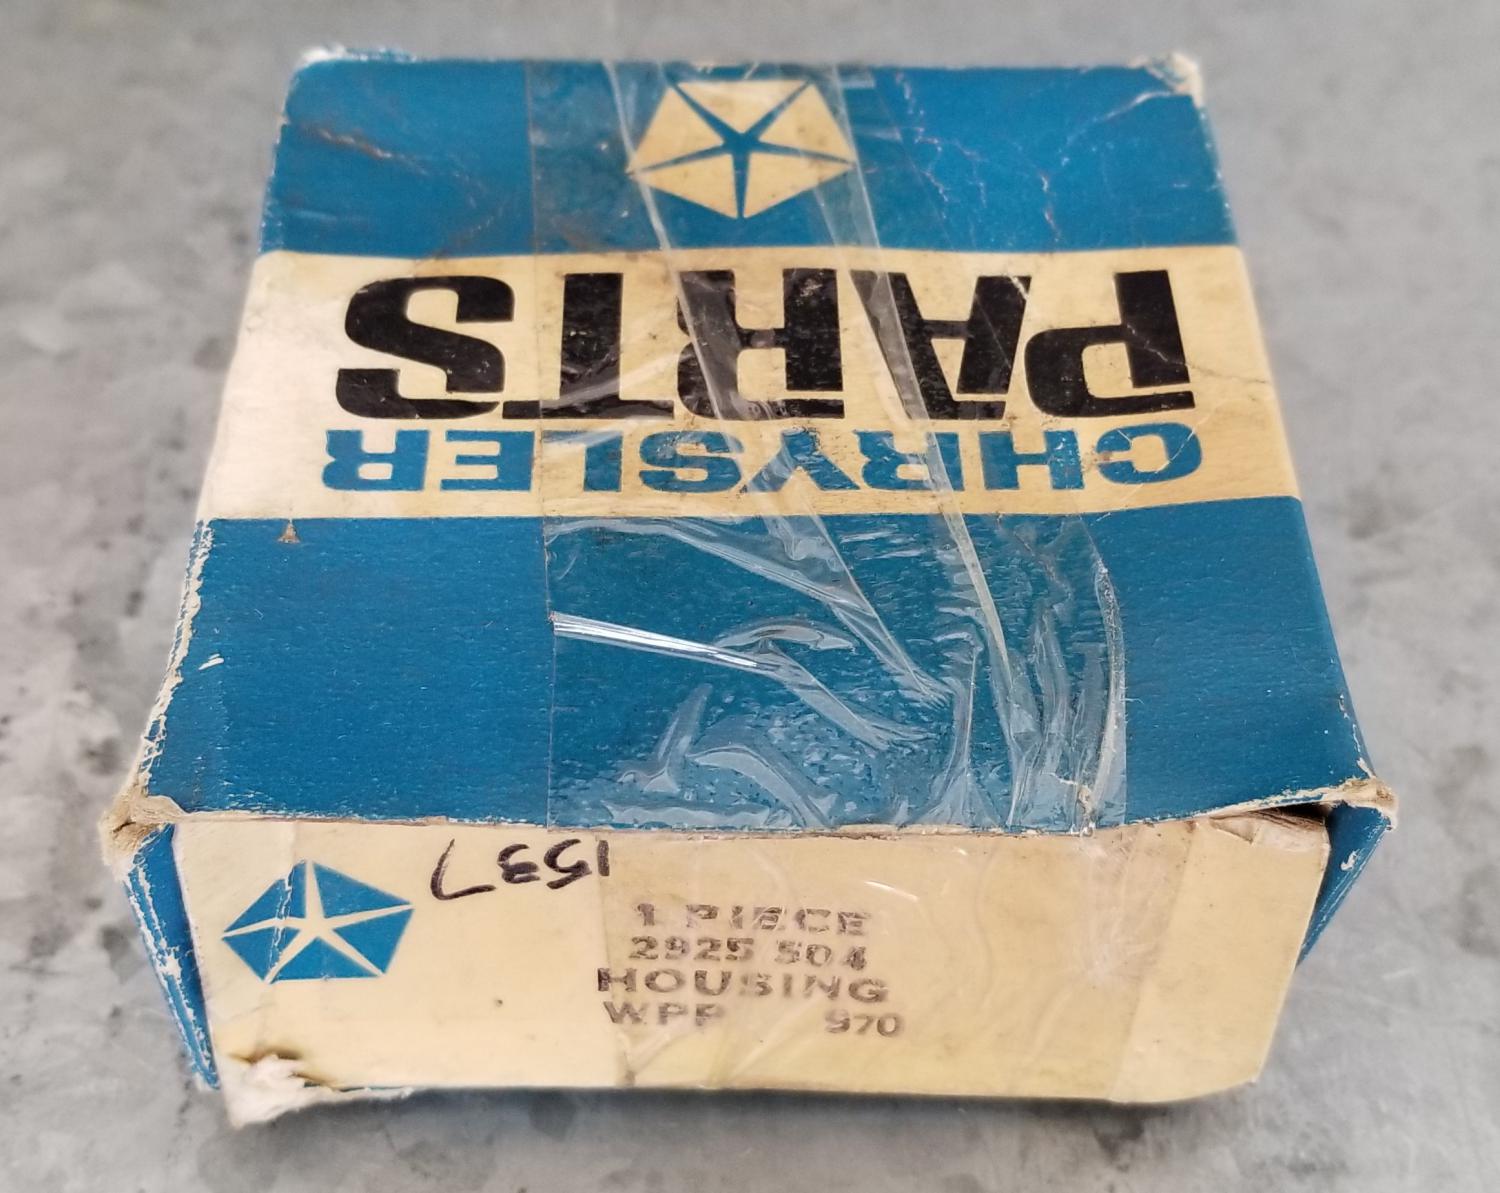 CHRYSLER
PARTS
1537
1 PIECE
2925 504
HOUSING
WPP 970